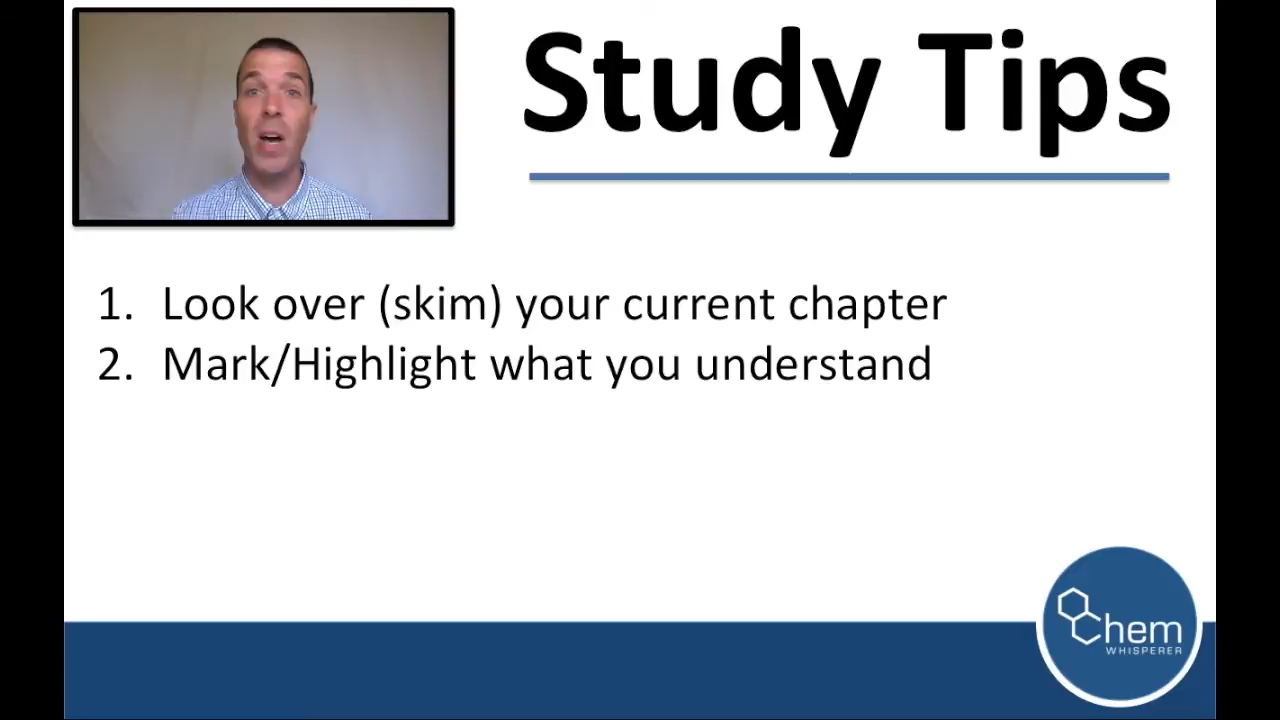 Study Tips
1. Look over (skim) your current chapter
2. Mark/Highlight what you understand
Chem
WHISPERER